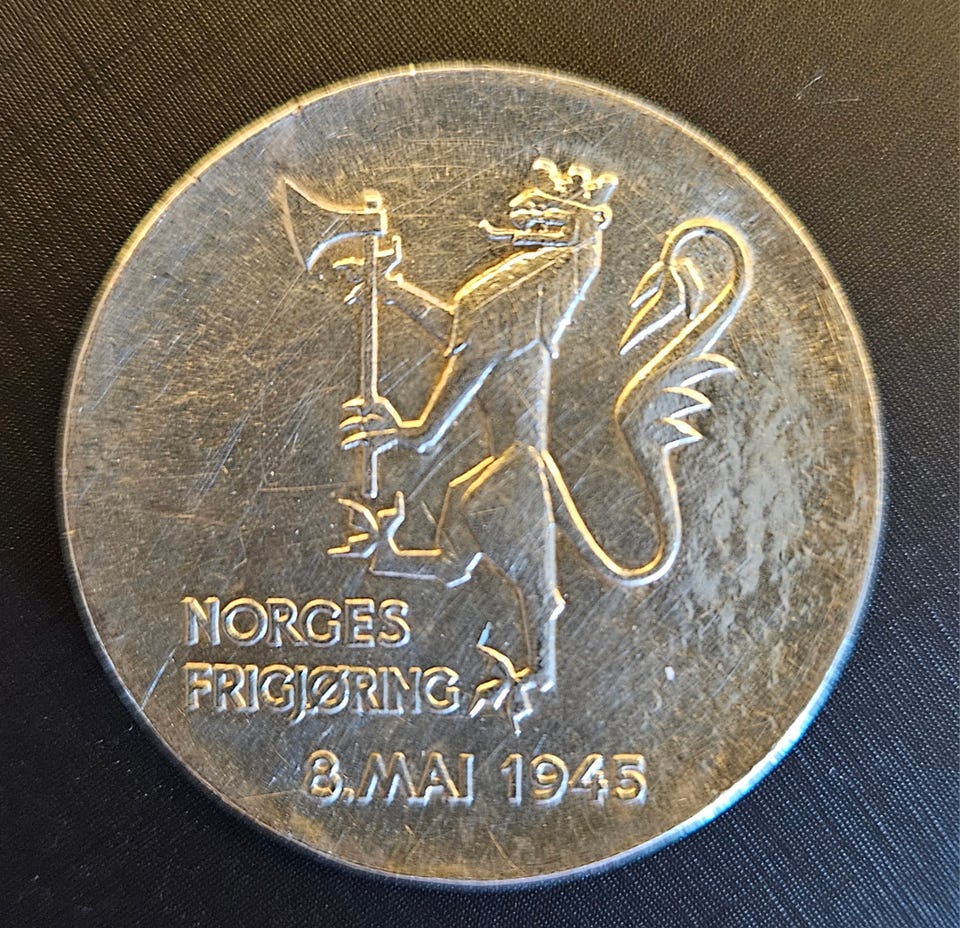 NORGES
FRIGJØRING
8. MAI 1945